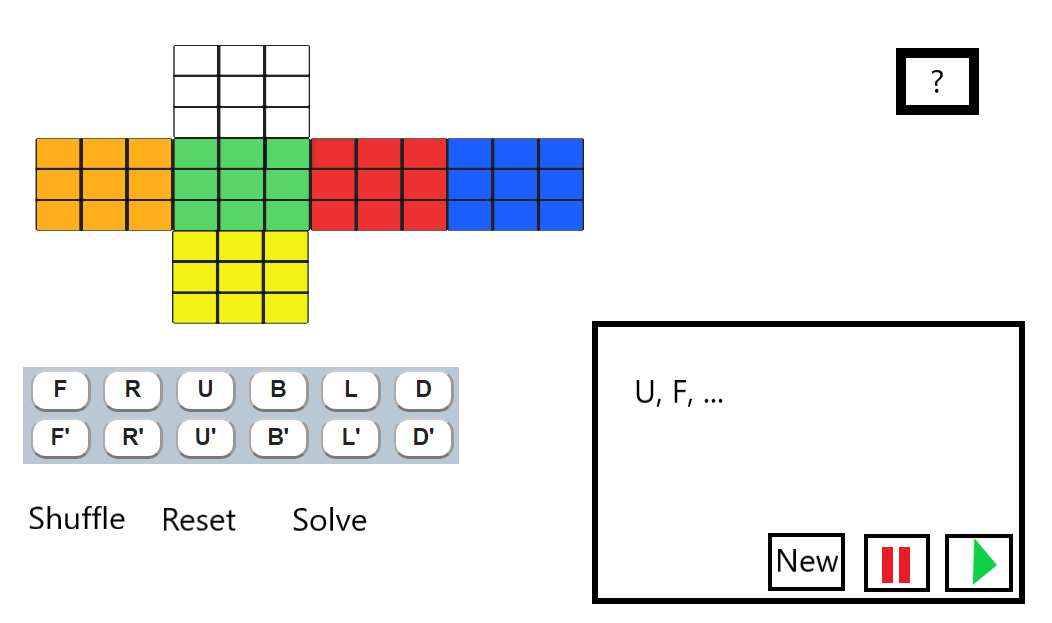 ?
F R U B L D
F' R' U' B' L' D'
U, F, ...
Shuffle Reset Solve
New